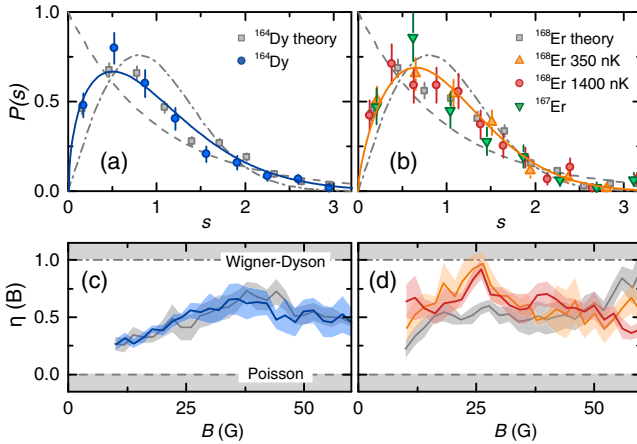 1.0
0.5
0.0
P(s)
¹⁶⁴Dy theory
¹⁶⁴Dy
(a)
0 1 2 3
s
¹⁶⁸Er theory
¹⁶⁸Er 350 nK
¹⁶⁸Er 1400 nK
¹⁶⁷Er
(b)
0 1 2 3
s
1.0
0.5
0.0
η (B)
(c)
Wigner-Dyson
Poisson
0 25 50
B (G)
(d)
0 25 50
B (G)